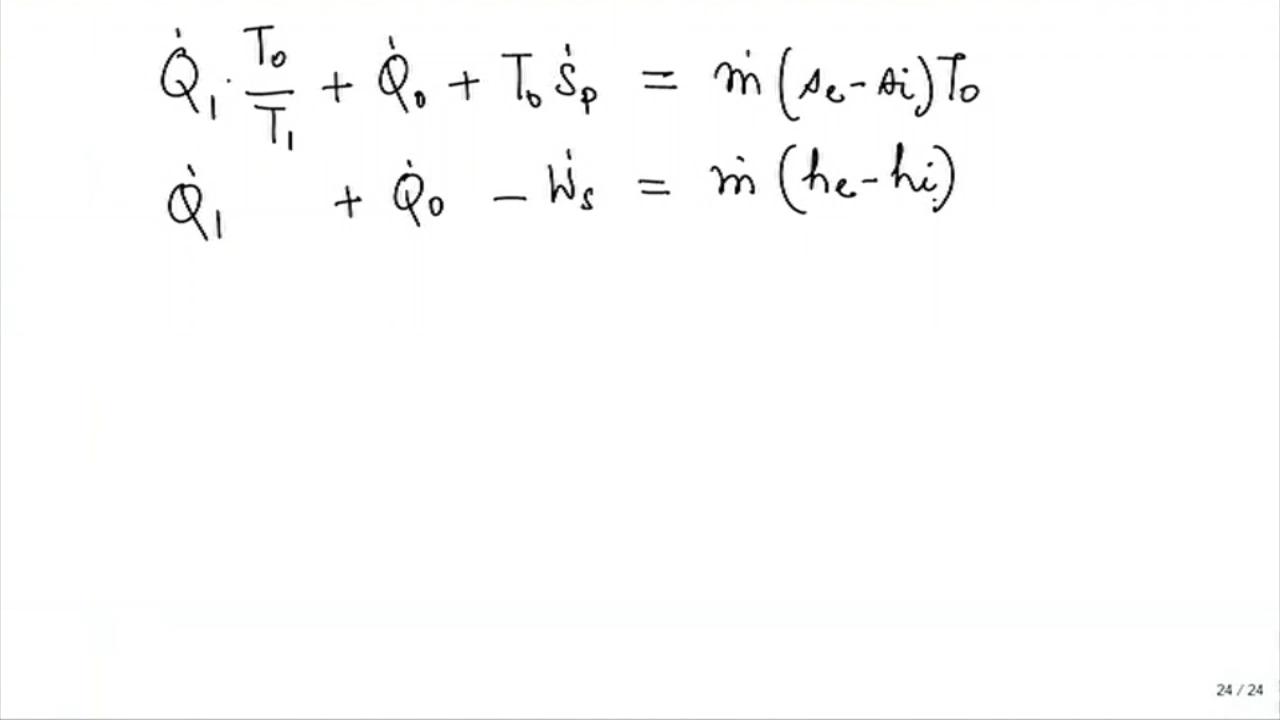 Q̇₁ · T₀/T₁ + Q̇₀ + T₀ Ṡₚ = ṁ (sₑ - sᵢ) T₀
Q̇₁ + Q̇₀ - Ẇₛ = ṁ (hₑ - hᵢ)
24 / 24